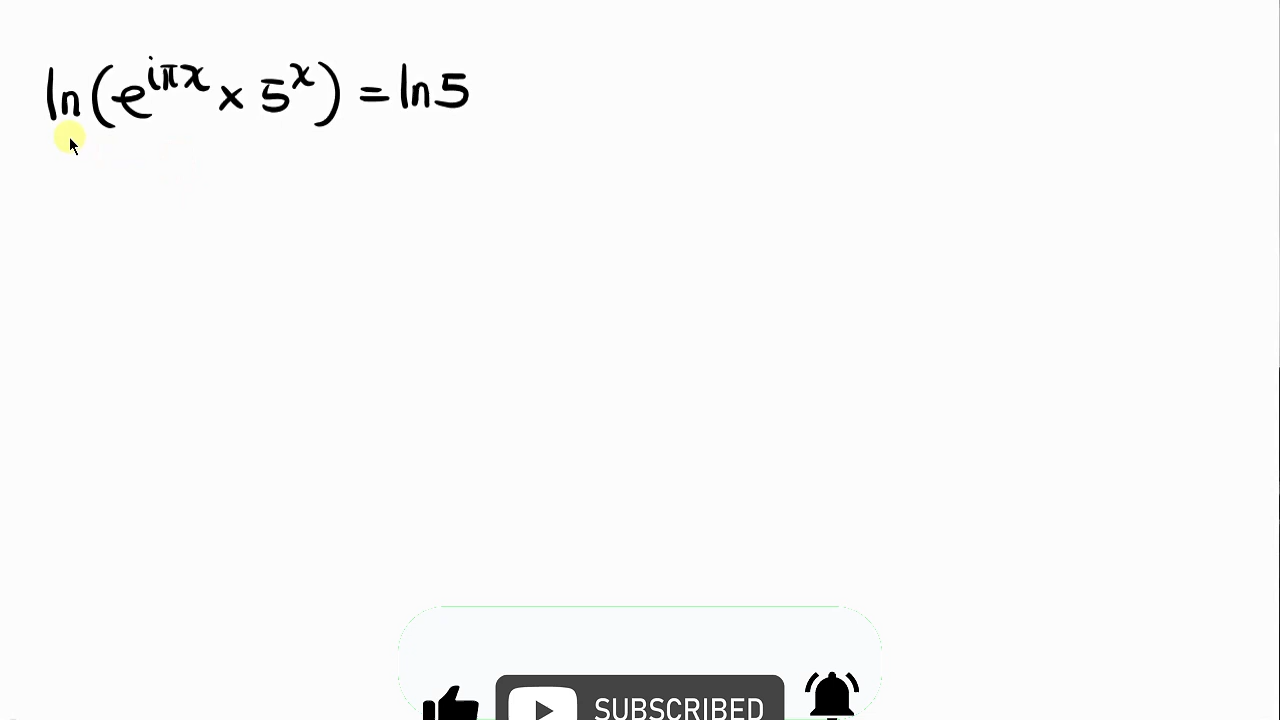 ln(e^{iπx} × 5^x) = ln5
SUBSCRIBED